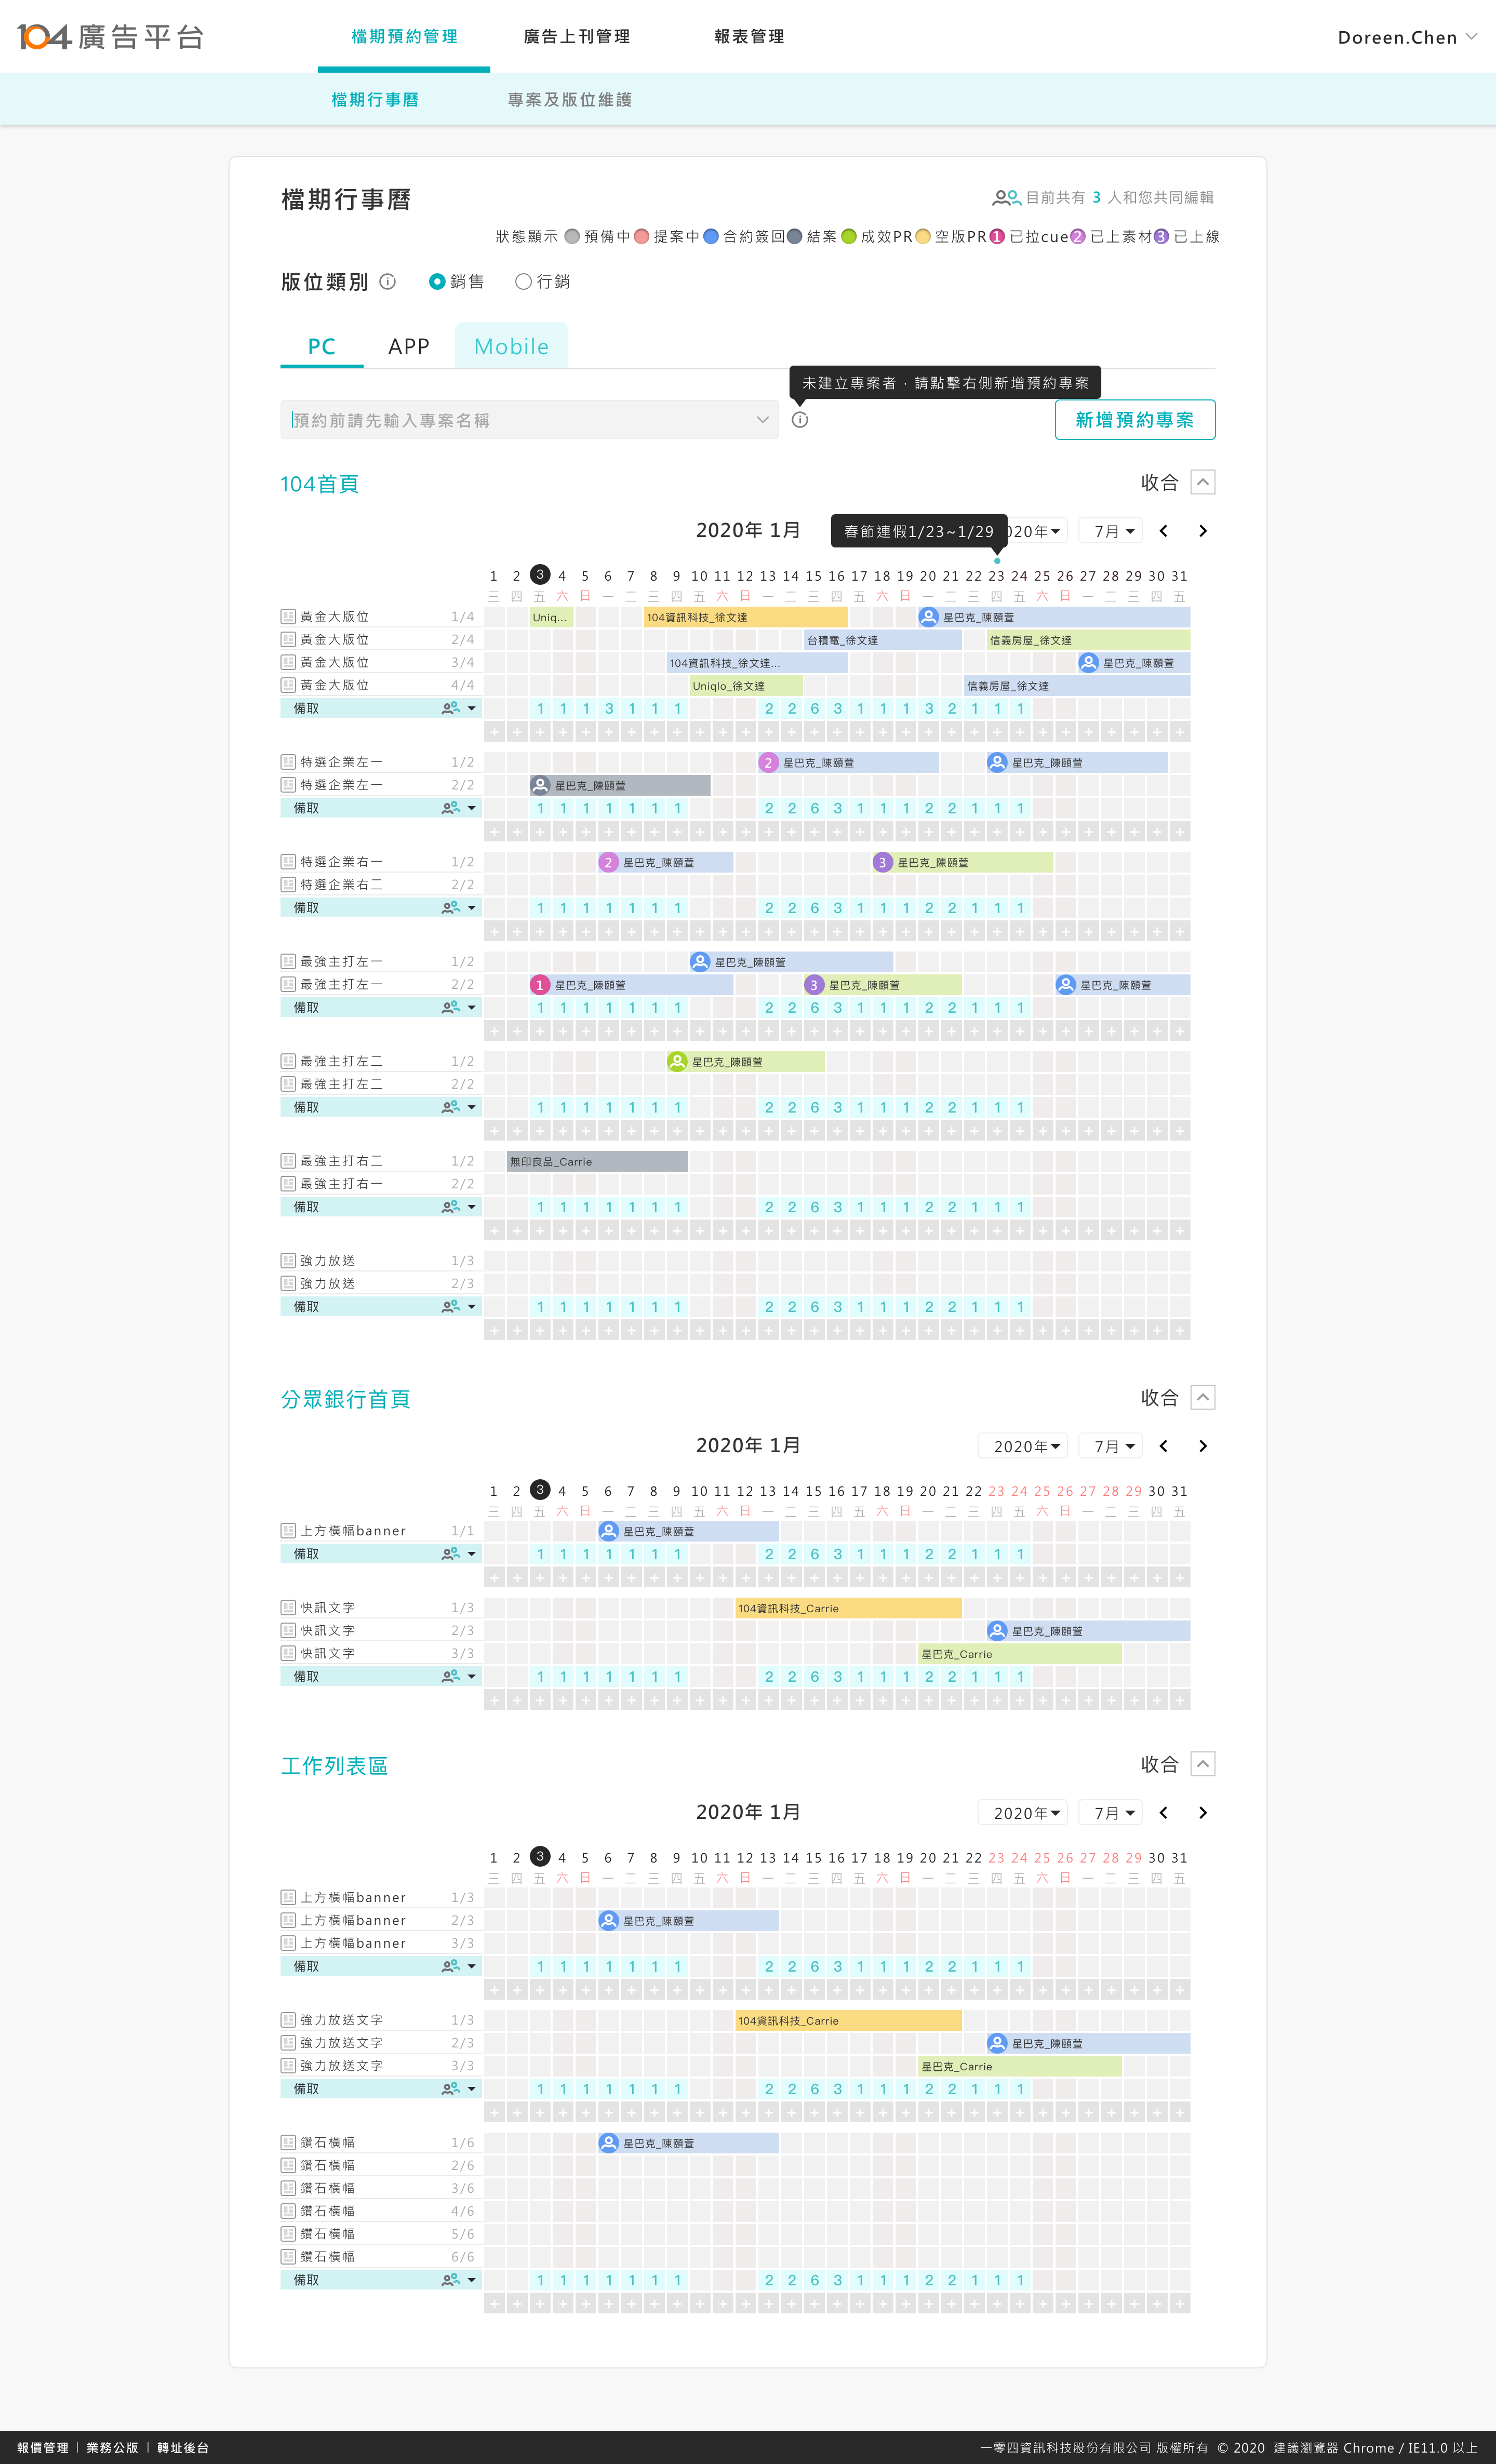 104廣告平台 檔期預約管理 廣告上刊管理 報表管理 Doreen.Chen
檔期行事曆 專案及版位維護
檔期行事曆 目前共有 3 人和您共同編輯
狀態顯示 預備中 提案中 合約簽回 結案 成效PR 空版PR 1 已拉cue 2 已上素材 3 已上線
版位類別 銷售 行銷
PC APP Mobile
未建立專案者，請點擊右側新增預約專案
預約前請先輸入專案名稱 新增預約專案
104首頁 收合
2020年 1月 春節連假1/23~1/29 020年 7月
1 2 3 4 5 6 7 8 9 10 11 12 13 14 15 16 17 18 19 20 21 22 23 24 25 26 27 28 29 30 31
三 四 五 六 日 一 二 三 四 五 六 日 一 二 三 四 五 六 日 一 二 三 四 五 六 日 一 二 三 四 五
黃金大版位 1/4 Uniq... 104資訊科技_徐文達 星巴克_陳頤萱
黃金大版位 2/4 台積電_徐文達 信義房屋_徐文達
黃金大版位 3/4 104資訊科技_徐文達... 星巴克_陳頤萱
黃金大版位 4/4 Uniqlo_徐文達 信義房屋_徐文達
備取 1 1 1 3 1 1 1 2 2 6 3 1 1 1 3 2 1 1 1
+ + + + + + + + + + + + + + + + + + + + + + + + + + + + + + +
特選企業左一 1/2 2 星巴克_陳頤萱 星巴克_陳頤萱
特選企業左一 2/2 星巴克_陳頤萱
備取 1 1 1 1 1 1 1 2 2 6 3 1 1 1 2 2 1 1 1
+ + + + + + + + + + + + + + + + + + + + + + + + + + + + + + +
特選企業右一 1/2 2 星巴克_陳頤萱 3 星巴克_陳頤萱
特選企業右二 2/2
備取 1 1 1 1 1 1 1 2 2 6 3 1 1 1 2 2 1 1 1
+ + + + + + + + + + + + + + + + + + + + + + + + + + + + + + +
最強主打左一 1/2 星巴克_陳頤萱
最強主打左一 2/2 1 星巴克_陳頤萱 3 星巴克_陳頤萱 星巴克_陳頤萱
備取 1 1 1 1 1 1 1 2 2 6 3 1 1 1 2 2 1 1 1
+ + + + + + + + + + + + + + + + + + + + + + + + + + + + + + +
最強主打左二 1/2 星巴克_陳頤萱
最強主打左二 2/2
備取 1 1 1 1 1 1 1 2 2 6 3 1 1 1 2 2 1 1 1
+ + + + + + + + + + + + + + + + + + + + + + + + + + + + + + +
最強主打右二 1/2 無印良品_Carrie
最強主打右一 2/2
備取 1 1 1 1 1 1 1 2 2 6 3 1 1 1 2 2 1 1 1
+ + + + + + + + + + + + + + + + + + + + + + + + + + + + + + +
強力放送 1/3
強力放送 2/3
備取 1 1 1 1 1 1 1 2 2 6 3 1 1 1 2 2 1 1 1
+ + + + + + + + + + + + + + + + + + + + + + + + + + + + + + +
分眾銀行首頁 收合
2020年 1月 2020年 7月
1 2 3 4 5 6 7 8 9 10 11 12 13 14 15 16 17 18 19 20 21 22 23 24 25 26 27 28 29 30 31
三 四 五 六 日 一 二 三 四 五 六 日 一 二 三 四 五 六 日 一 二 三 四 五 六 日 一 二 三 四 五
上方橫幅banner 1/1 星巴克_陳頤萱
備取 1 1 1 1 1 1 1 2 2 6 3 1 1 1 2 2 1 1 1
+ + + + + + + + + + + + + + + + + + + + + + + + + + + + + + +
快訊文字 1/3 104資訊科技_Carrie
快訊文字 2/3 星巴克_陳頤萱
快訊文字 3/3 星巴克_Carrie
備取 1 1 1 1 1 1 1 2 2 6 3 1 1 1 2 2 1 1 1
+ + + + + + + + + + + + + + + + + + + + + + + + + + + + + + +
工作列表區 收合
2020年 1月 2020年 7月
1 2 3 4 5 6 7 8 9 10 11 12 13 14 15 16 17 18 19 20 21 22 23 24 25 26 27 28 29 30 31
三 四 五 六 日 一 二 三 四 五 六 日 一 二 三 四 五 六 日 一 二 三 四 五 六 日 一 二 三 四 五
上方橫幅banner 1/3
上方橫幅banner 2/3 星巴克_陳頤萱
上方橫幅banner 3/3
備取 1 1 1 1 1 1 1 2 2 6 3 1 1 1 2 2 1 1 1
+ + + + + + + + + + + + + + + + + + + + + + + + + + + + + + +
強力放送文字 1/3 104資訊科技_Carrie
強力放送文字 2/3 星巴克_陳頤萱
強力放送文字 3/3 星巴克_Carrie
備取 1 1 1 1 1 1 1 2 2 6 3 1 1 1 2 2 1 1 1
+ + + + + + + + + + + + + + + + + + + + + + + + + + + + + + +
鑽石橫幅 1/6 星巴克_陳頤萱
鑽石橫幅 2/6
鑽石橫幅 3/6
鑽石橫幅 4/6
鑽石橫幅 5/6
鑽石橫幅 6/6
備取 1 1 1 1 1 1 1 2 2 6 3 1 1 1 2 2 1 1 1
+ + + + + + + + + + + + + + + + + + + + + + + + + + + + + + +
報價管理 | 業務公版 | 轉址後台 一零四資訊科技股份有限公司 版權所有 © 2020 建議瀏覽器 Chrome / IE11.0 以上